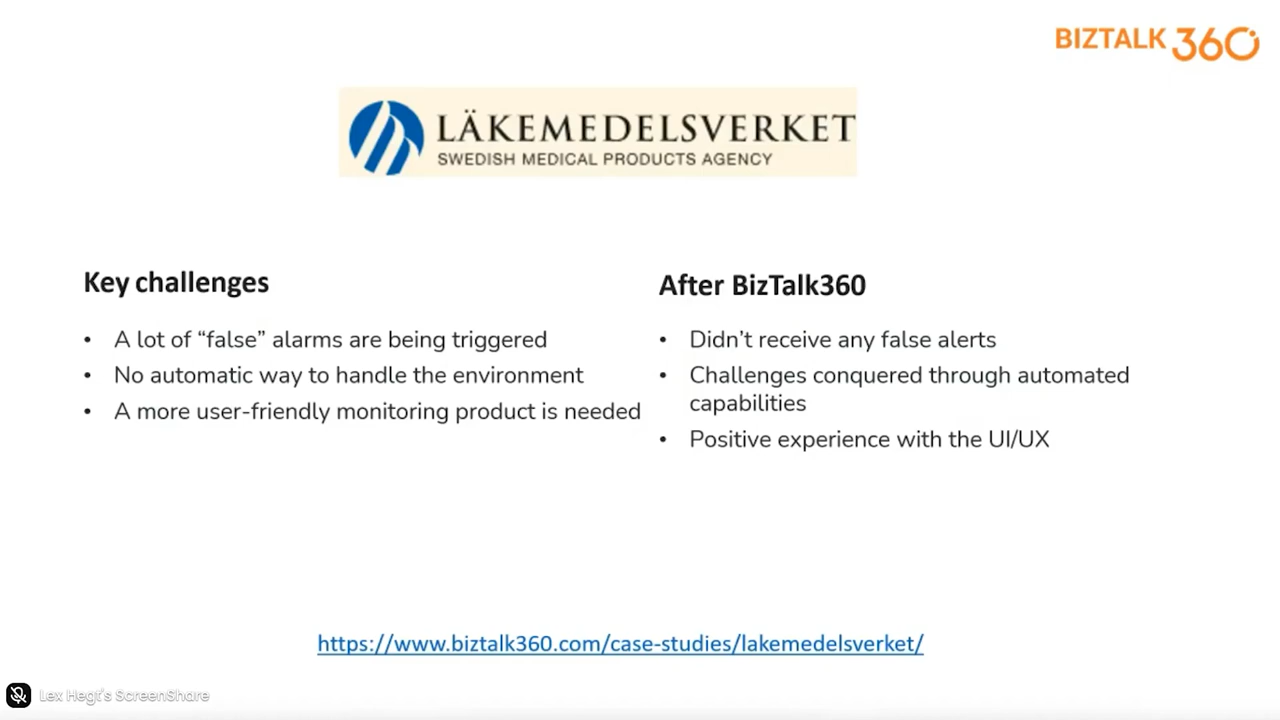 BIZTALK 360
LÄKEMEDELSVERKET
SWEDISH MEDICAL PRODUCTS AGENCY
Key challenges
• A lot of “false” alarms are being triggered
• No automatic way to handle the environment
• A more user-friendly monitoring product is needed
After BizTalk360
• Didn’t receive any false alerts
• Challenges conquered through automated
capabilities
• Positive experience with the UI/UX
https://www.biztalk360.com/case-studies/lakemedelsverket/
Lex Hegt's ScreenShare